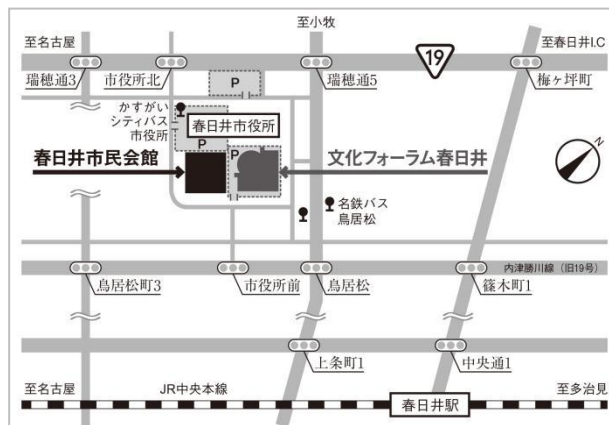 至小牧
至名古屋
至春日井I.C
19
瑞穂通3
市役所北
瑞穂通5
梅ヶ坪町
P
かすがい
シティバス
市役所
春日井市役所
P
P
春日井市民会館
文化フォーラム春日井
N
名鉄バス
鳥居松
内津勝川線（旧19号）
鳥居松町3
市役所前
鳥居松
篠木町1
上条町1
中央通1
至名古屋
JR中央本線
至多治見
春日井駅